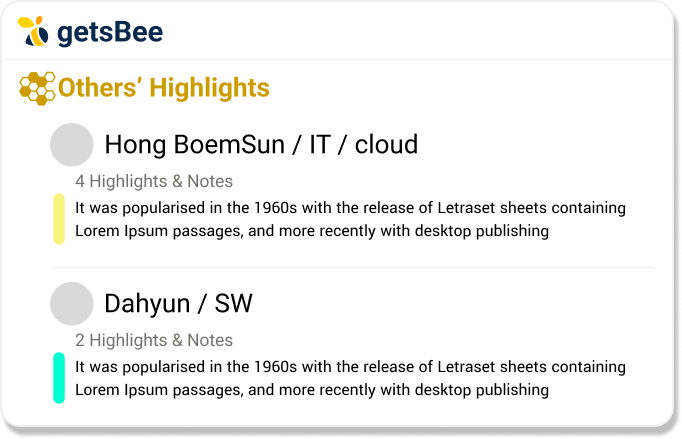 getsBee
Others’ Highlights
Hong BoemSun / IT / cloud
4 Highlights & Notes
It was popularised in the 1960s with the release of Letraset sheets containing
Lorem Ipsum passages, and more recently with desktop publishing
Dahyun / SW
2 Highlights & Notes
It was popularised in the 1960s with the release of Letraset sheets containing
Lorem Ipsum passages, and more recently with desktop publishing